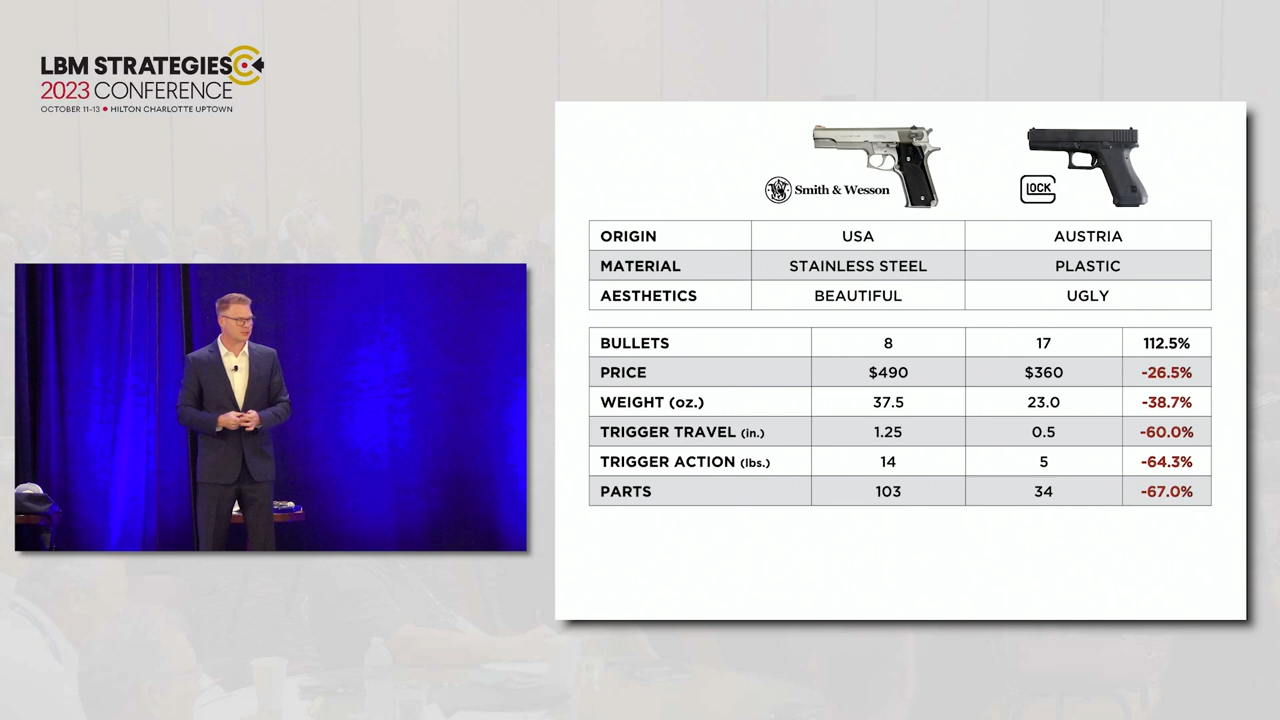 LBM STRATEGIES
2023 CONFERENCE
OCTOBER 11-13 ● HILTON CHARLOTTE UPTOWN
Smith & Wesson
GLOCK
ORIGIN USA AUSTRIA
MATERIAL STAINLESS STEEL PLASTIC
AESTHETICS BEAUTIFUL UGLY
BULLETS 8 17 112.5%
PRICE $490 $360 -26.5%
WEIGHT (oz.) 37.5 23.0 -38.7%
TRIGGER TRAVEL (in.) 1.25 0.5 -60.0%
TRIGGER ACTION (lbs.) 14 5 -64.3%
PARTS 103 34 -67.0%